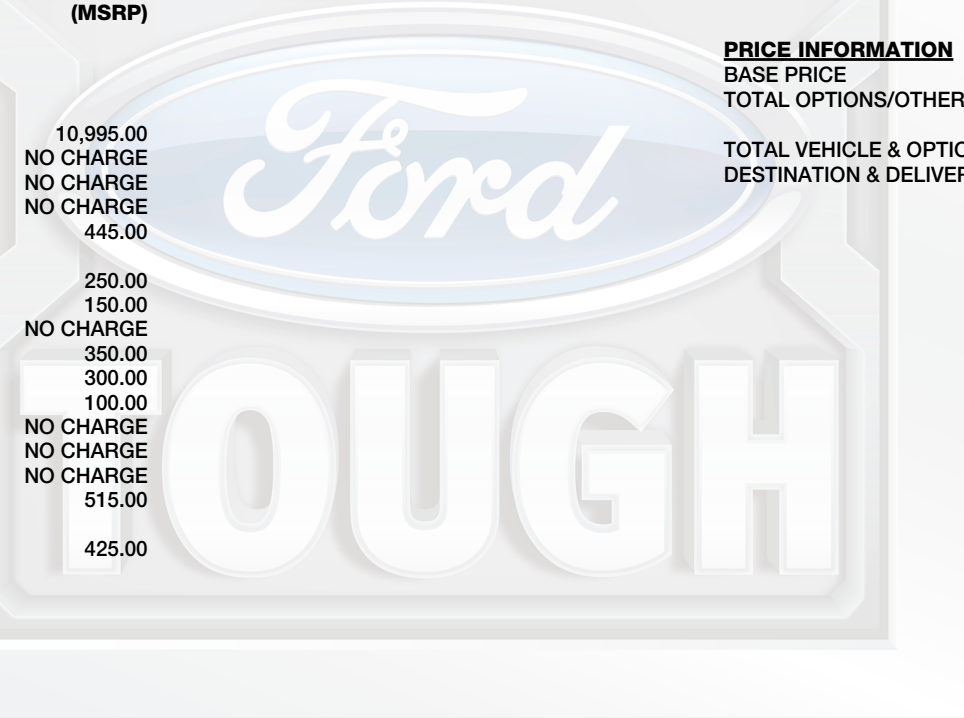 (MSRP)
10,995.00
NO CHARGE
NO CHARGE
NO CHARGE
445.00
250.00
150.00
NO CHARGE
350.00
300.00
100.00
NO CHARGE
NO CHARGE
NO CHARGE
515.00
425.00
PRICE INFORMATION
BASE PRICE
TOTAL OPTIONS/OTHER
TOTAL VEHICLE & OPTIO
DESTINATION & DELIVER
Ford
TOUGH